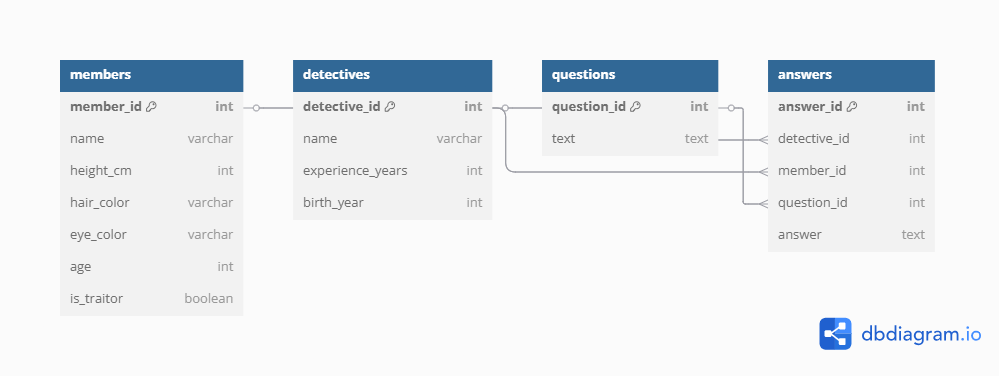 members
member_id int
name varchar
height_cm int
hair_color varchar
eye_color varchar
age int
is_traitor boolean
detectives
detective_id int
name varchar
experience_years int
birth_year int
questions
question_id int
text text
answers
answer_id int
detective_id int
member_id int
question_id int
answer text
dbdiagram.io